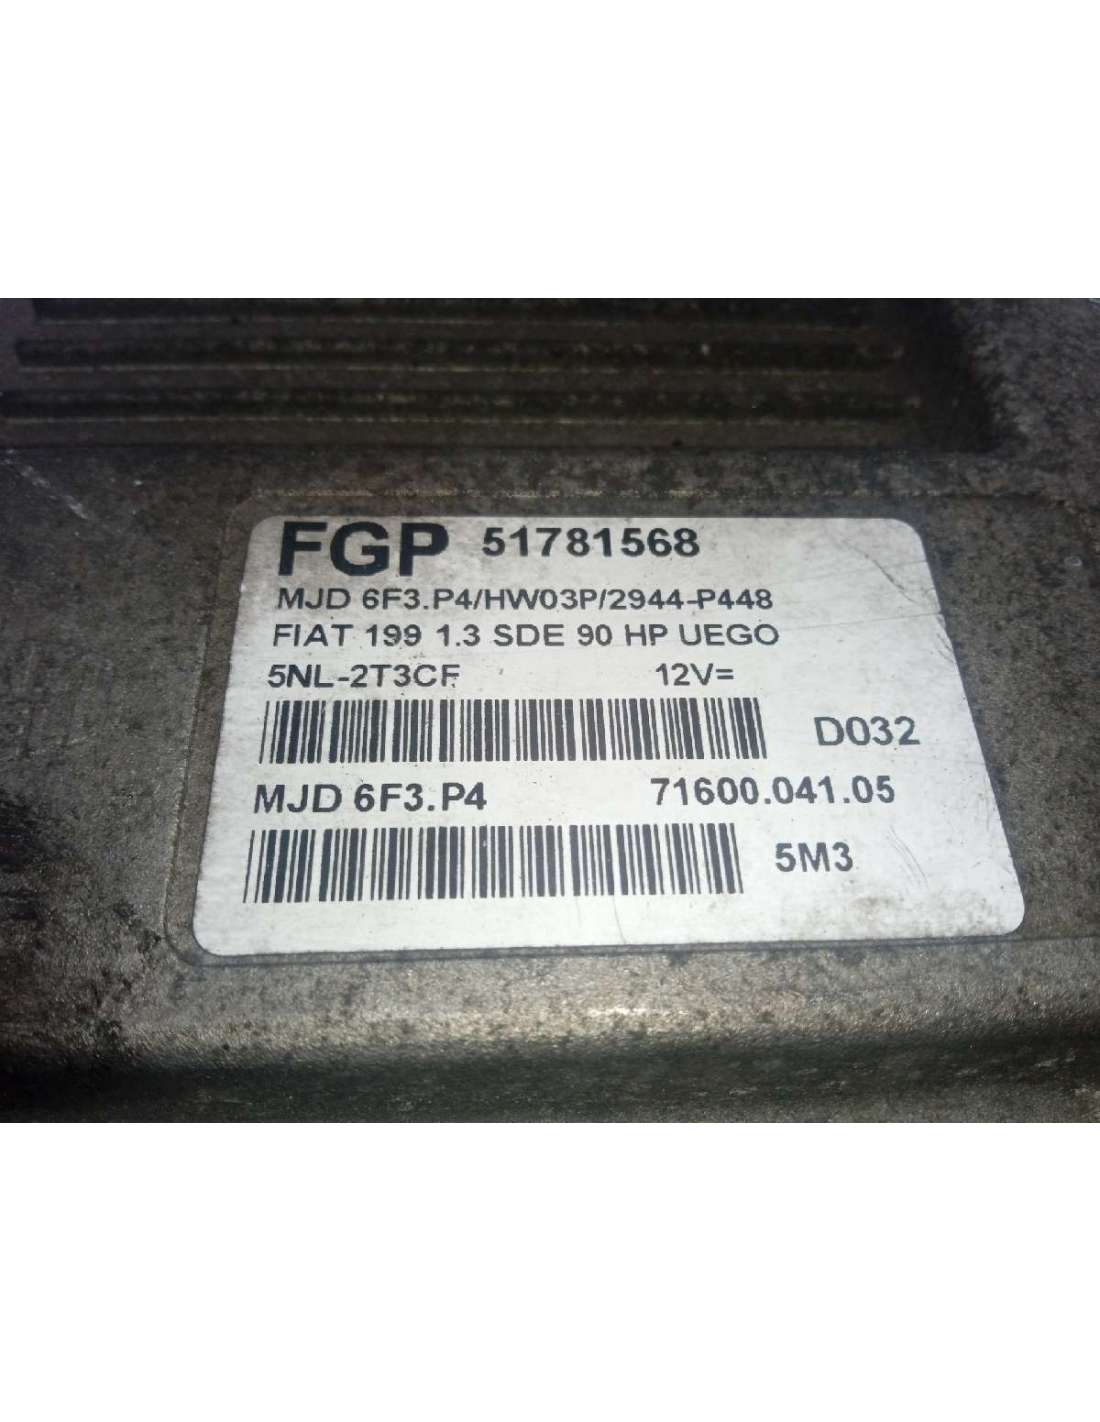 FGP 51781568
MJD 6F3.P4/HW03P/2944-P448
FIAT 199 1.3 SDE 90 HP UEGO
5NL-2T3CF 12V=
D032
MJD 6F3.P4 71600.041.05
5M3